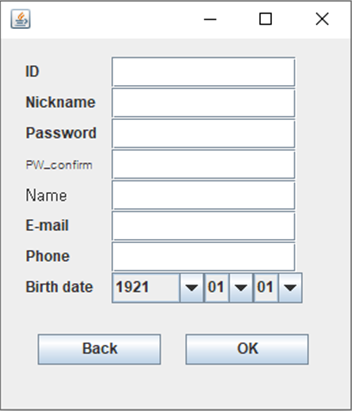 ID
Nickname
Password
PW_confirm
Name
E-mail
Phone
Birth date 1921 01 01
Back OK